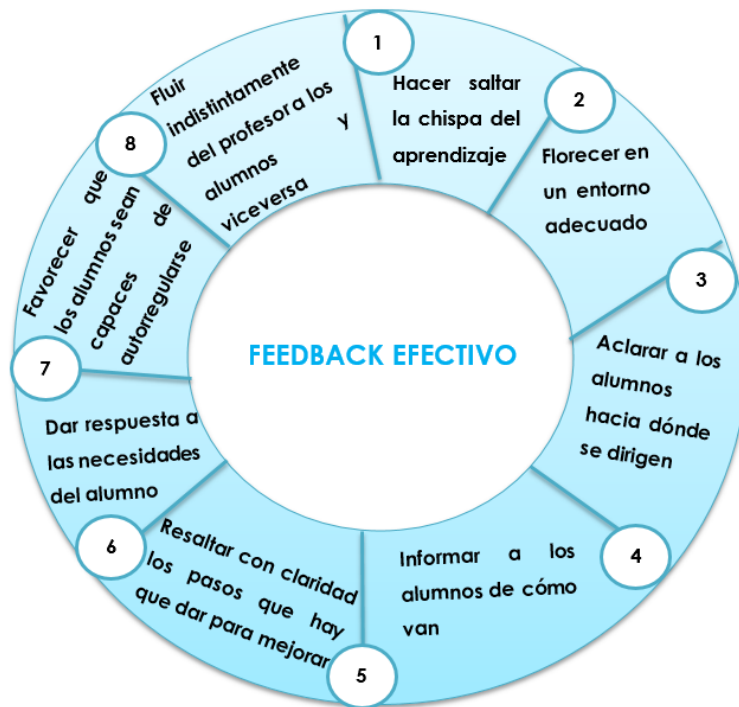 FEEDBACK EFECTIVO
1
Hacer saltar
la chispa del
aprendizaje
2
Florecer en
un entorno
adecuado
3
Aclarar a los
alumnos
hacia dónde
se dirigen
4
Informar a los
alumnos de cómo
van
5
Resaltar con claridad
los pasos que hay
que dar para mejorar
6
Dar respuesta a
las necesidades
del alumno
7
Favorecer que
los alumnos sean
capaces de
autorregularse
8
Fluir
indistintamente
del profesor a los
alumnos y
viceversa